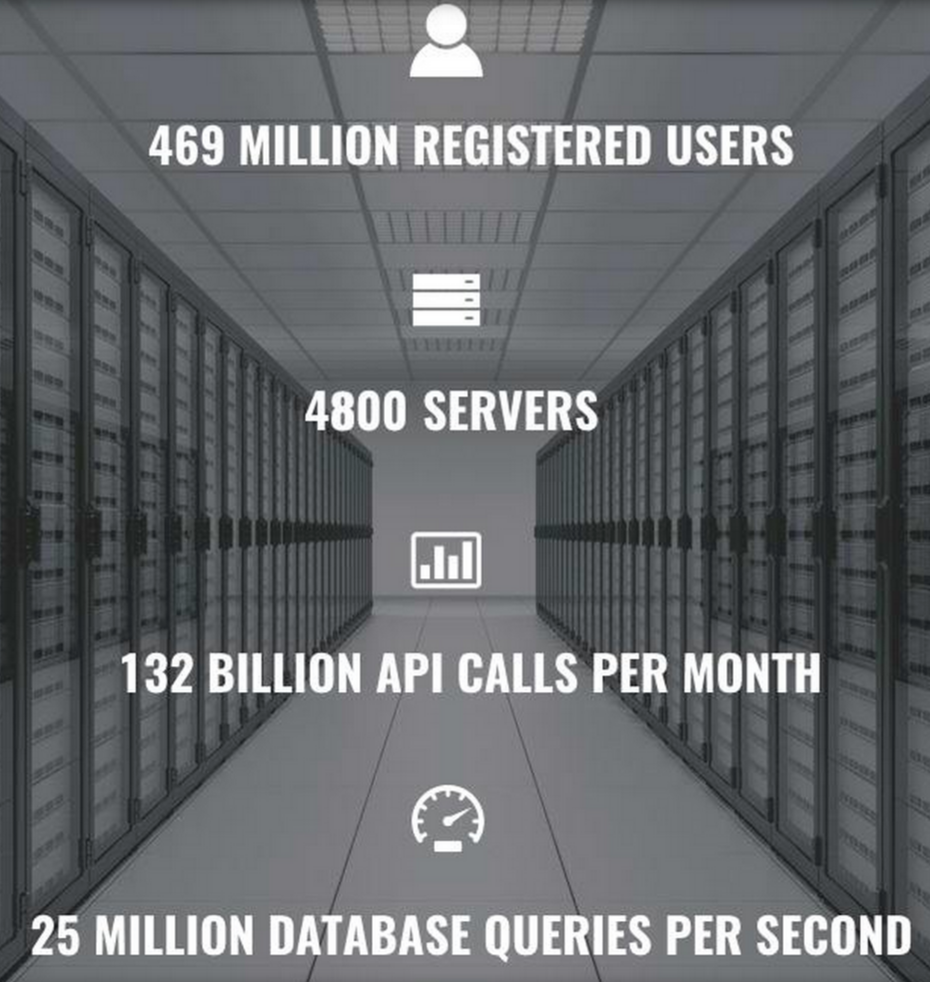 469 MILLION REGISTERED USERS
4800 SERVERS
132 BILLION API CALLS PER MONTH
25 MILLION DATABASE QUERIES PER SECOND